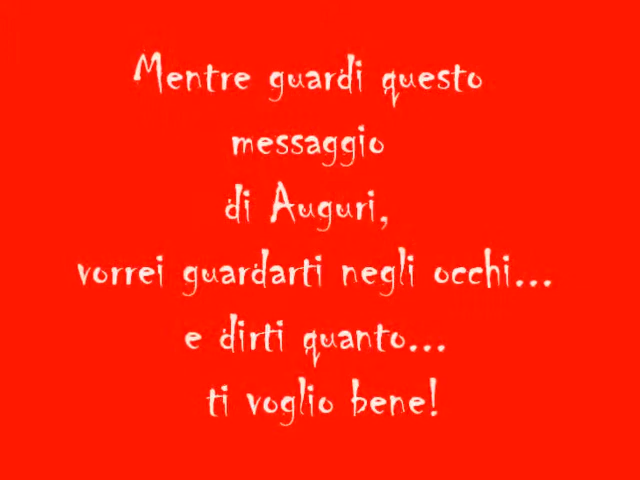 Mentre guardi questo
messaggio
di Auguri,
vorrei guardarti negli occhi...
e dirti quanto...
ti voglio bene!